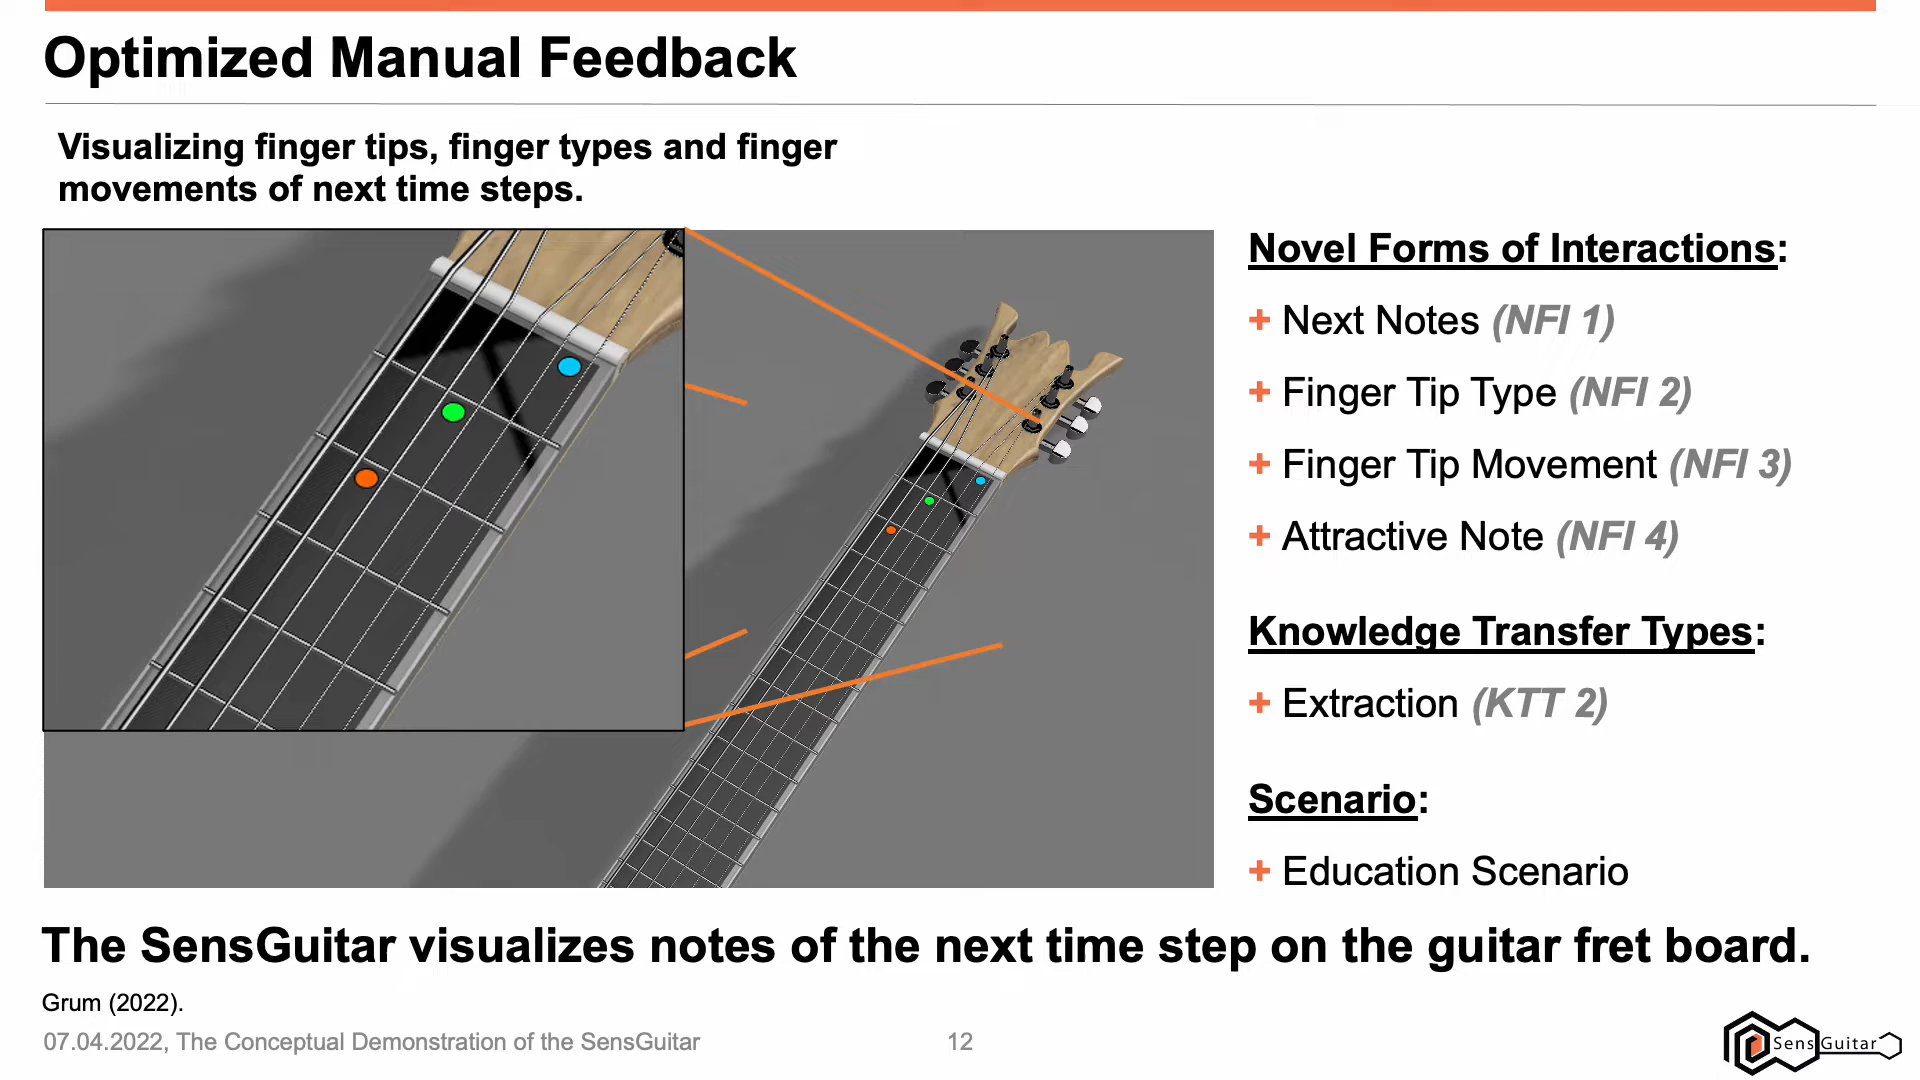 Optimized Manual Feedback
Visualizing finger tips, finger types and finger
movements of next time steps.
Novel Forms of Interactions:
+ Next Notes (NFI 1)
+ Finger Tip Type (NFI 2)
+ Finger Tip Movement (NFI 3)
+ Attractive Note (NFI 4)
Knowledge Transfer Types:
+ Extraction (KTT 2)
Scenario:
+ Education Scenario
The SensGuitar visualizes notes of the next time step on the guitar fret board.
Grum (2022).
07.04.2022, The Conceptual Demonstration of the SensGuitar
12
Sens Guitar